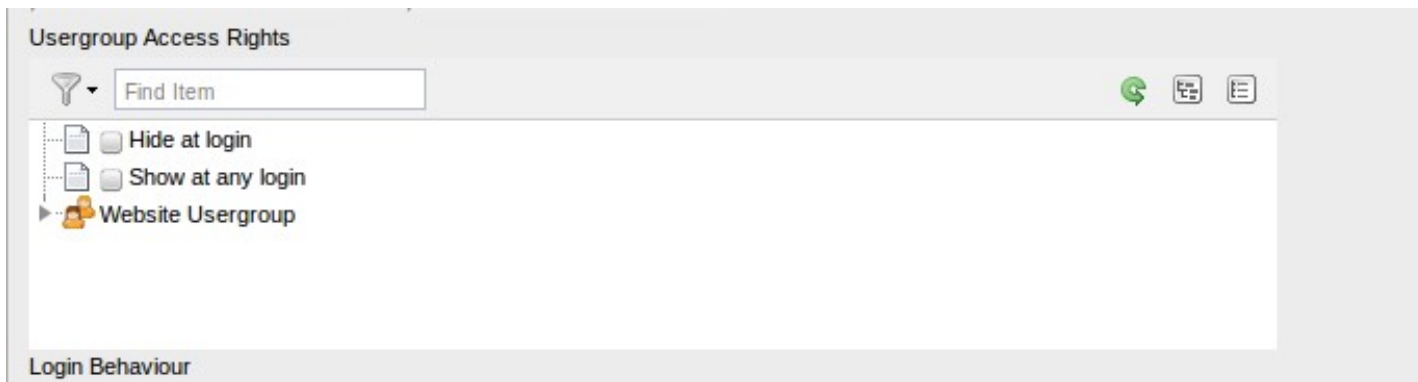 Usergroup Access Rights
Find Item
Hide at login
Show at any login
Website Usergroup
Login Behaviour